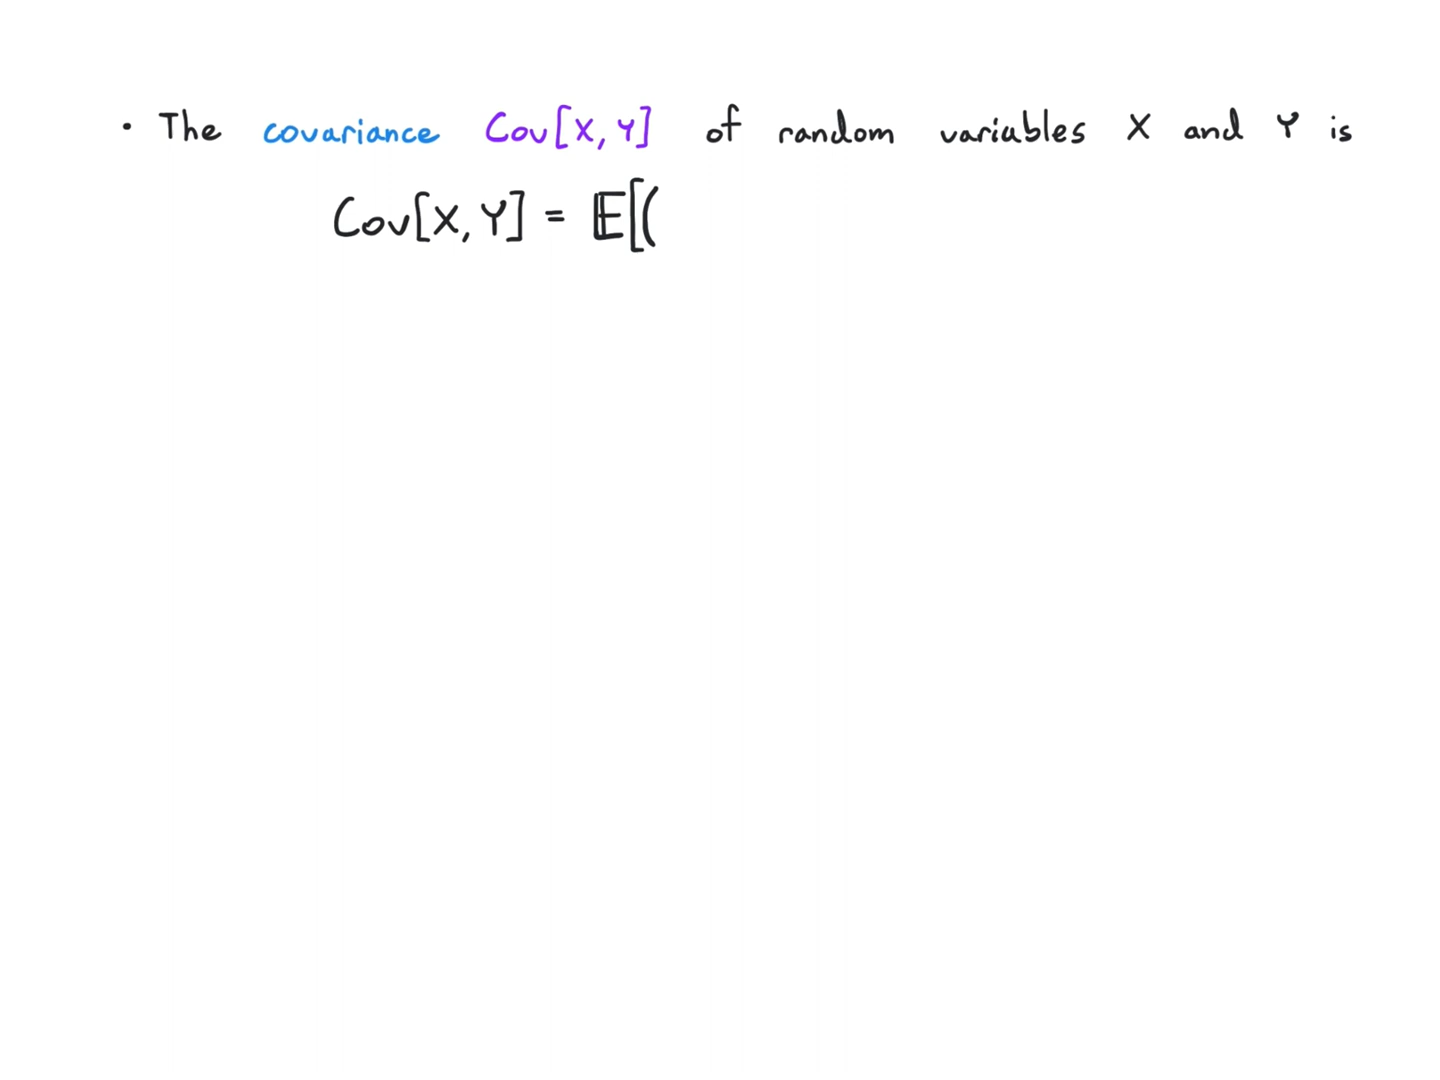 • The covariance Cov[X, Y] of random variables X and Y is
Cov[X, Y] = 𝔼[(